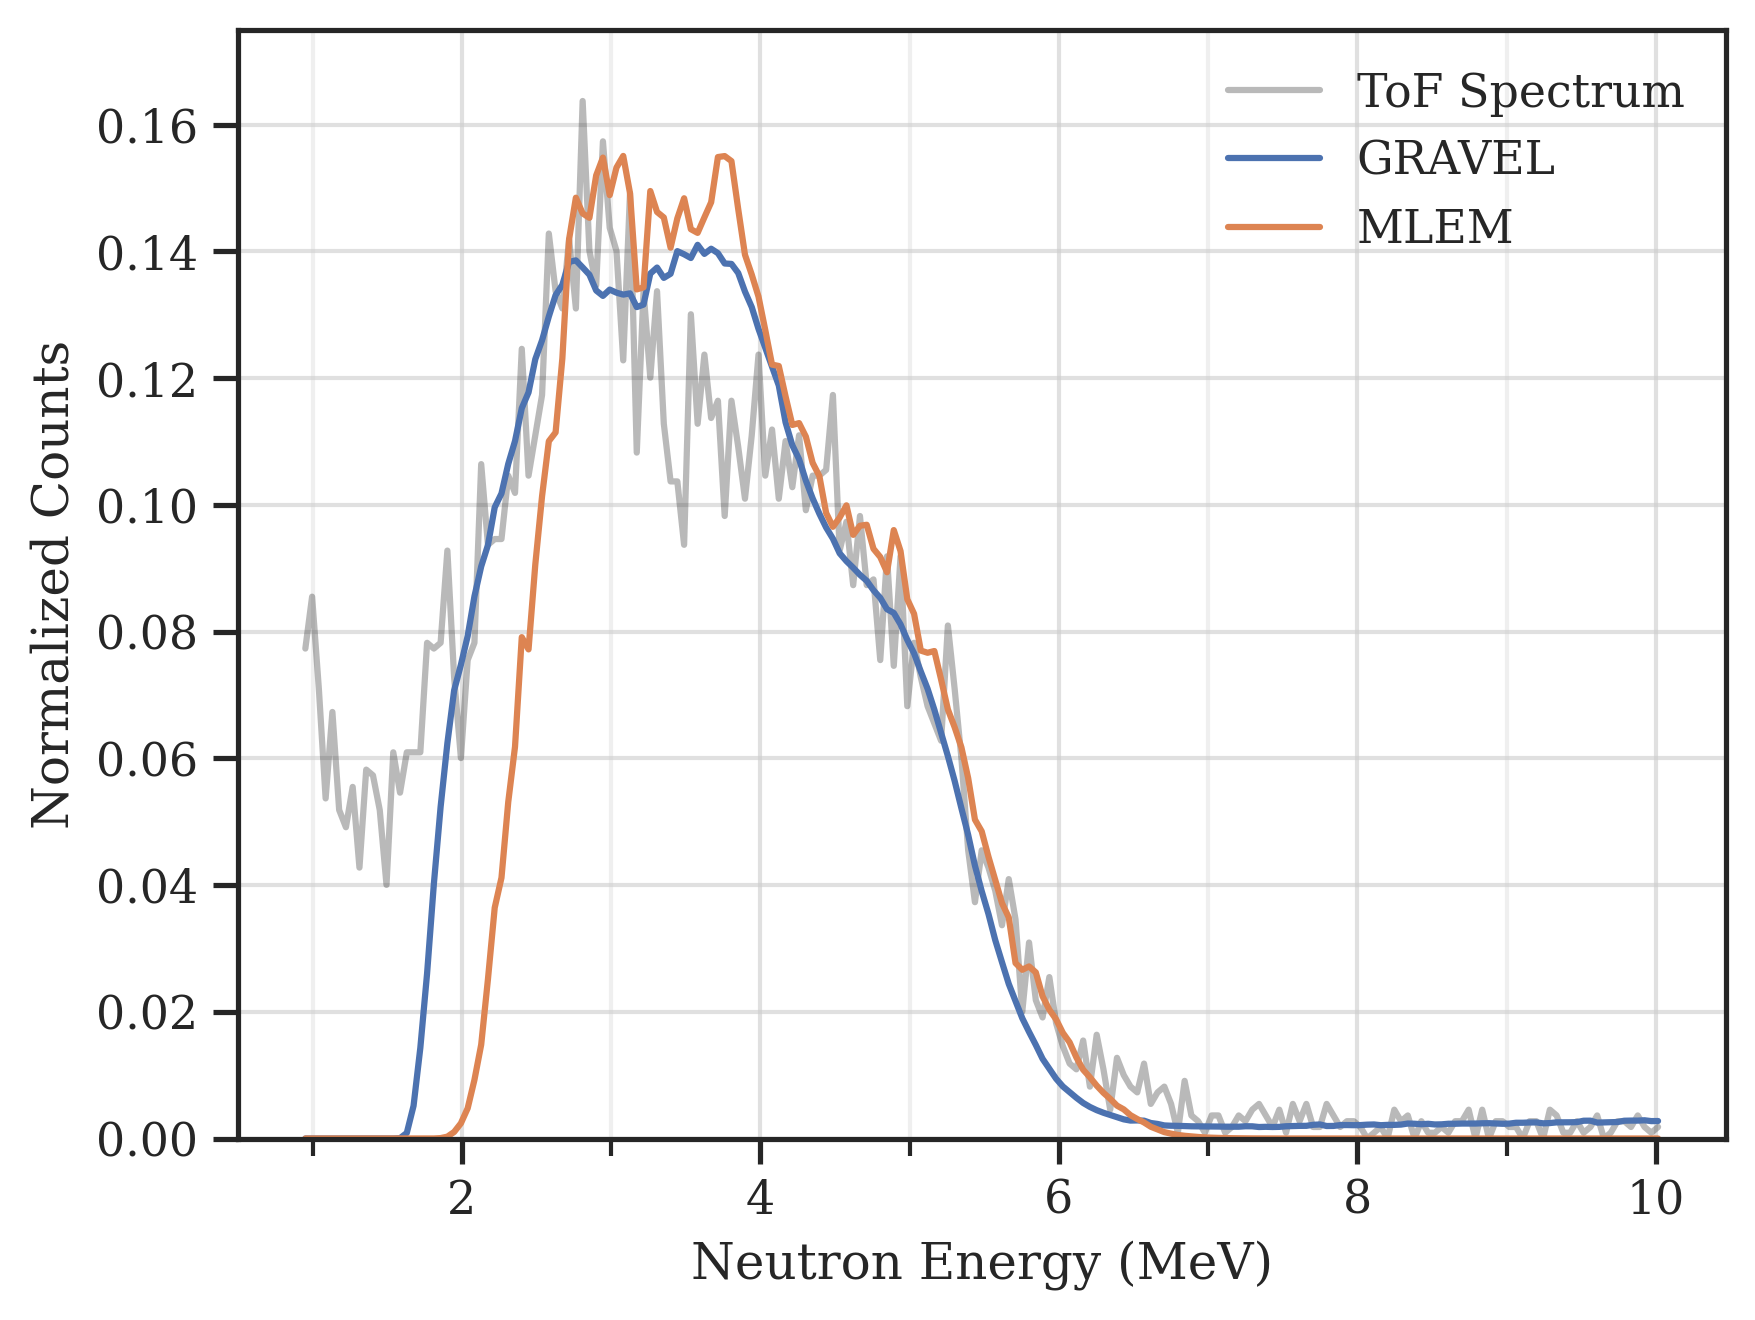 ToF Spectrum
GRAVEL
MLEM
Normalized Counts
0.16
0.14
0.12
0.10
0.08
0.06
0.04
0.02
0.00
2 4 6 8 10
Neutron Energy (MeV)